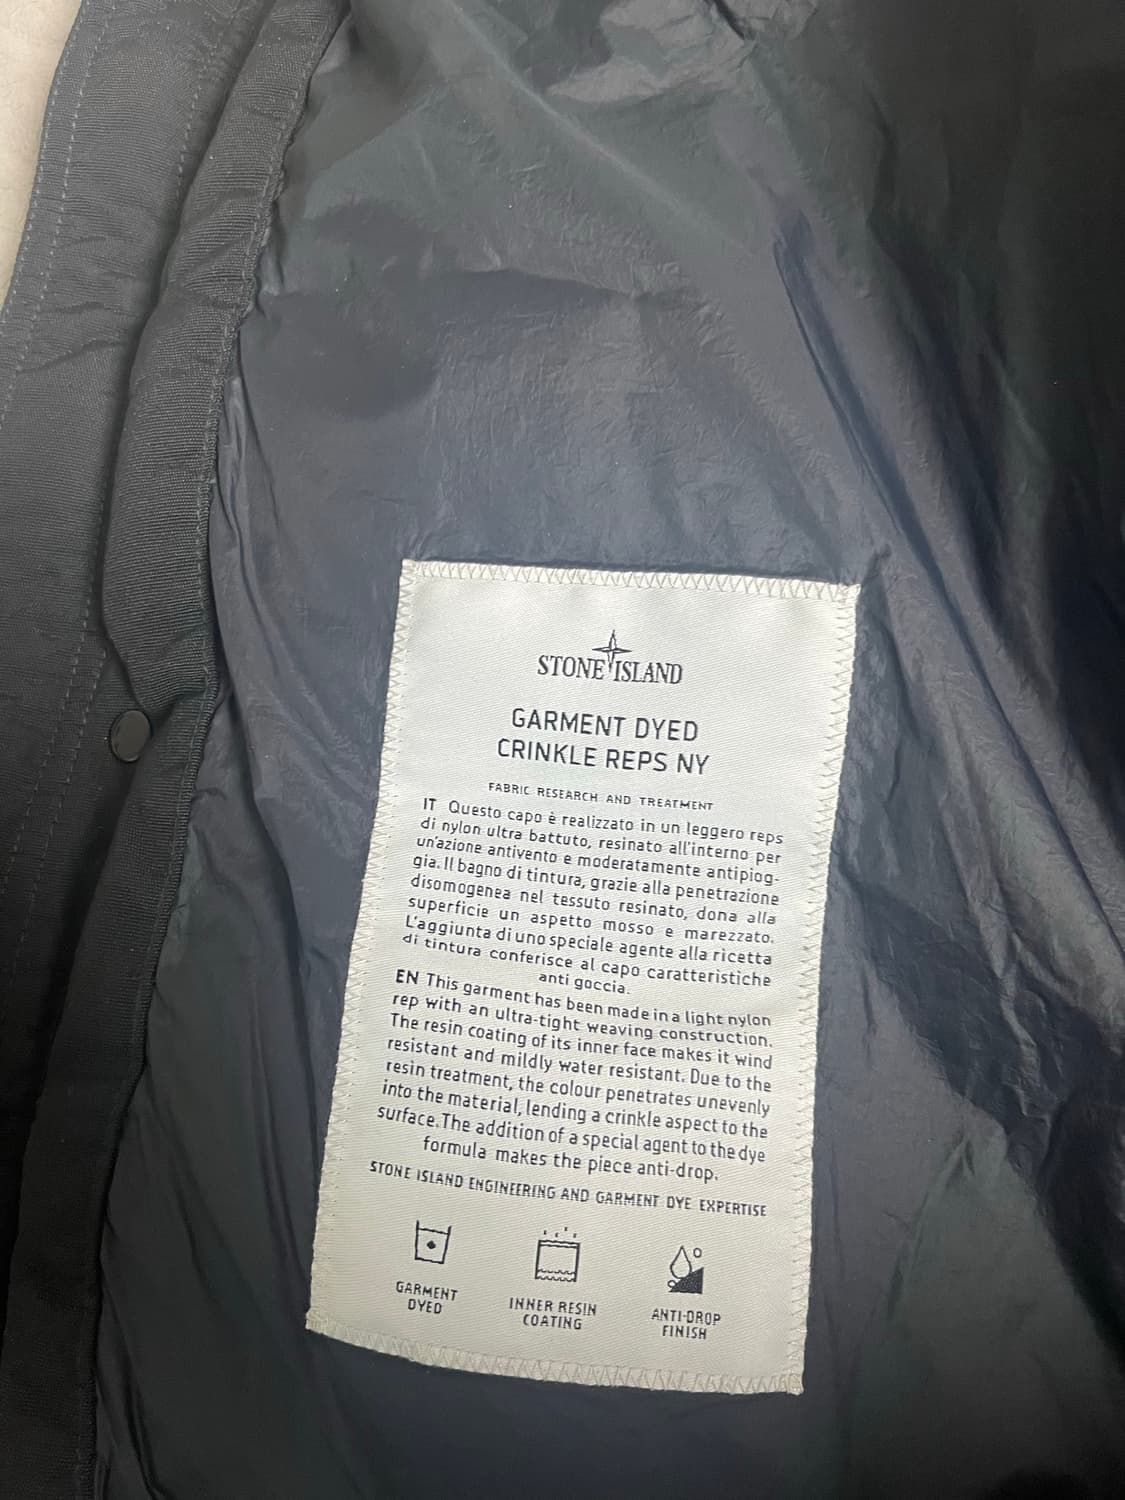 STONE ISLAND
GARMENT DYED
CRINKLE REPS NY
FABRIC RESEARCH AND TREATMENT
IT Questo capo è realizzato in un leggero reps
di nylon ultra battuto, resinato all'interno per
un'azione antivento e moderatamente antipiog-
gia. Il bagno di tintura, grazie alla penetrazione
disomogenea nel tessuto resinato, dona alla
superficie un aspetto mosso e marezzato.
L'aggiunta di uno speciale agente alla ricetta
di tintura conferisce al capo caratteristiche
anti goccia.
EN This garment has been made in a light nylon
rep with an ultra-tight weaving construction.
The resin coating of its inner face makes it wind
resistant and mildly water resistant. Due to the
resin treatment, the colour penetrates unevenly
into the material, lending a crinkle aspect to the
surface. The addition of a special agent to the dye
formula makes the piece anti-drop.
STONE ISLAND ENGINEERING AND GARMENT DYE EXPERTISE
GARMENT
DYED
INNER RESIN
COATING
ANTI-DROP
FINISH